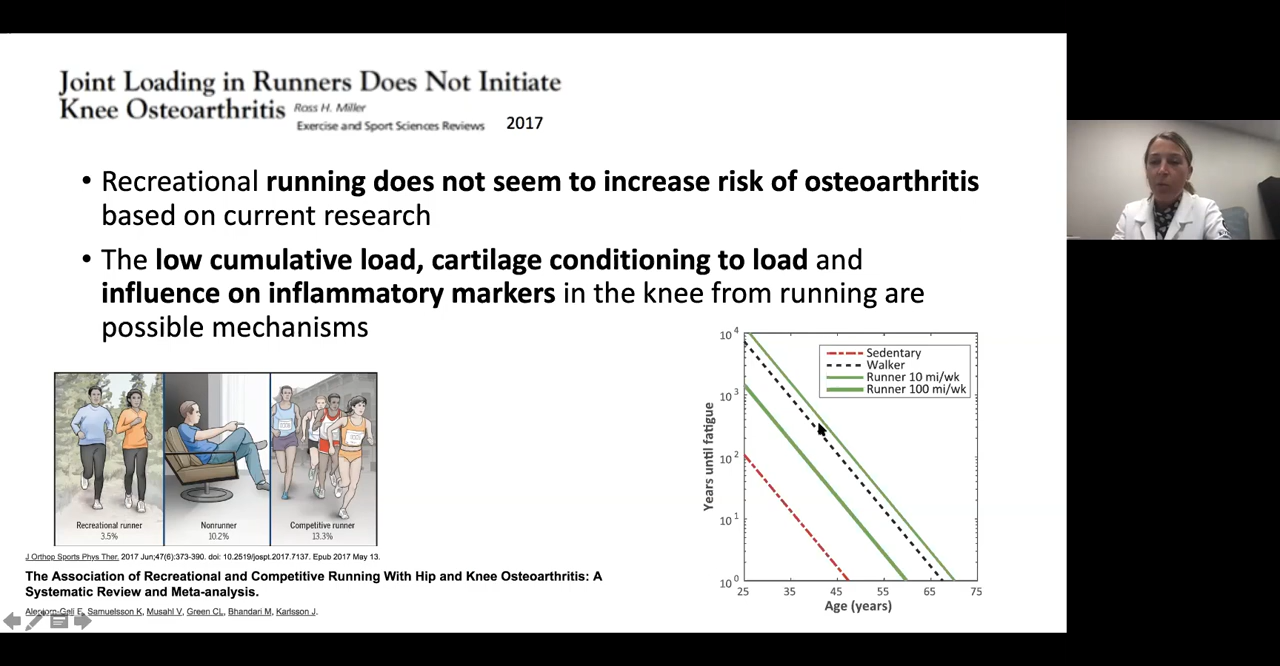 Joint Loading in Runners Does Not Initiate
Knee Osteoarthritis Ross H. Miller
Exercise and Sport Sciences Reviews 2017
• Recreational running does not seem to increase risk of osteoarthritis
based on current research
• The low cumulative load, cartilage conditioning to load and
influence on inflammatory markers in the knee from running are
possible mechanisms
Recreational runner
3.5%
Nonrunner
10.2%
Competitive runner
13.3%
J Orthop Sports Phys Ther. 2017 Jun;47(6):373-390. doi: 10.2519/jospt.2017.7137. Epub 2017 May 13.
The Association of Recreational and Competitive Running With Hip and Knee Osteoarthritis: A
Systematic Review and Meta-analysis.
Samuelsson K, Musahl V, Green CL, Bhandari M, Karlsson J.
Years until fatigue
10 4
10 3
10 2
10 1
10 0
Sedentary
Walker
Runner 10 mi/wk
Runner 100 mi/wk
25 35 45 55 65 75
Age (years)